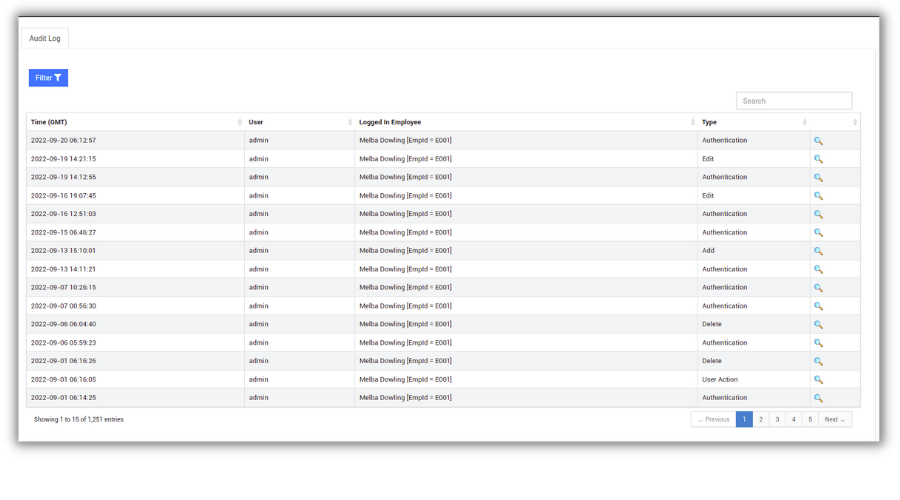 Audit Log
Filter
Search
Time (GMT) User Logged In Employee Type
2022-09-20 06:12:57 admin Melba Dowling [EmpId = E001] Authentication
2022-09-19 14:21:15 admin Melba Dowling [EmpId = E001] Edit
2022-09-19 14:12:55 admin Melba Dowling [EmpId = E001] Authentication
2022-09-16 19:07:45 admin Melba Dowling [EmpId = E001] Edit
2022-09-16 12:51:03 admin Melba Dowling [EmpId = E001] Authentication
2022-09-15 06:46:27 admin Melba Dowling [EmpId = E001] Authentication
2022-09-13 15:10:01 admin Melba Dowling [EmpId = E001] Add
2022-09-13 14:11:21 admin Melba Dowling [EmpId = E001] Authentication
2022-09-07 10:26:15 admin Melba Dowling [EmpId = E001] Authentication
2022-09-07 00:56:30 admin Melba Dowling [EmpId = E001] Authentication
2022-09-06 06:04:40 admin Melba Dowling [EmpId = E001] Delete
2022-09-06 05:59:23 admin Melba Dowling [EmpId = E001] Authentication
2022-09-01 06:16:26 admin Melba Dowling [EmpId = E001] Delete
2022-09-01 06:16:05 admin Melba Dowling [EmpId = E001] User Action
2022-09-01 06:14:25 admin Melba Dowling [EmpId = E001] Authentication
Showing 1 to 15 of 1,251 entries ← Previous 1 2 3 4 5 Next →